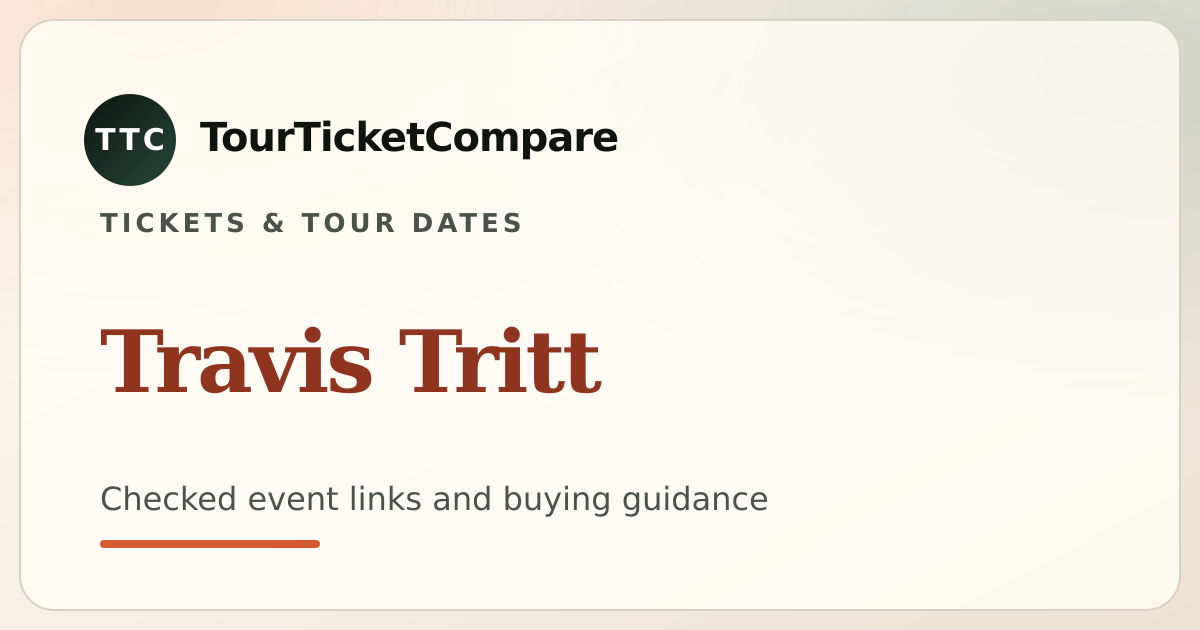 TTC TourTicketCompare
TICKETS & TOUR DATES
Travis Tritt
Checked event links and buying guidance